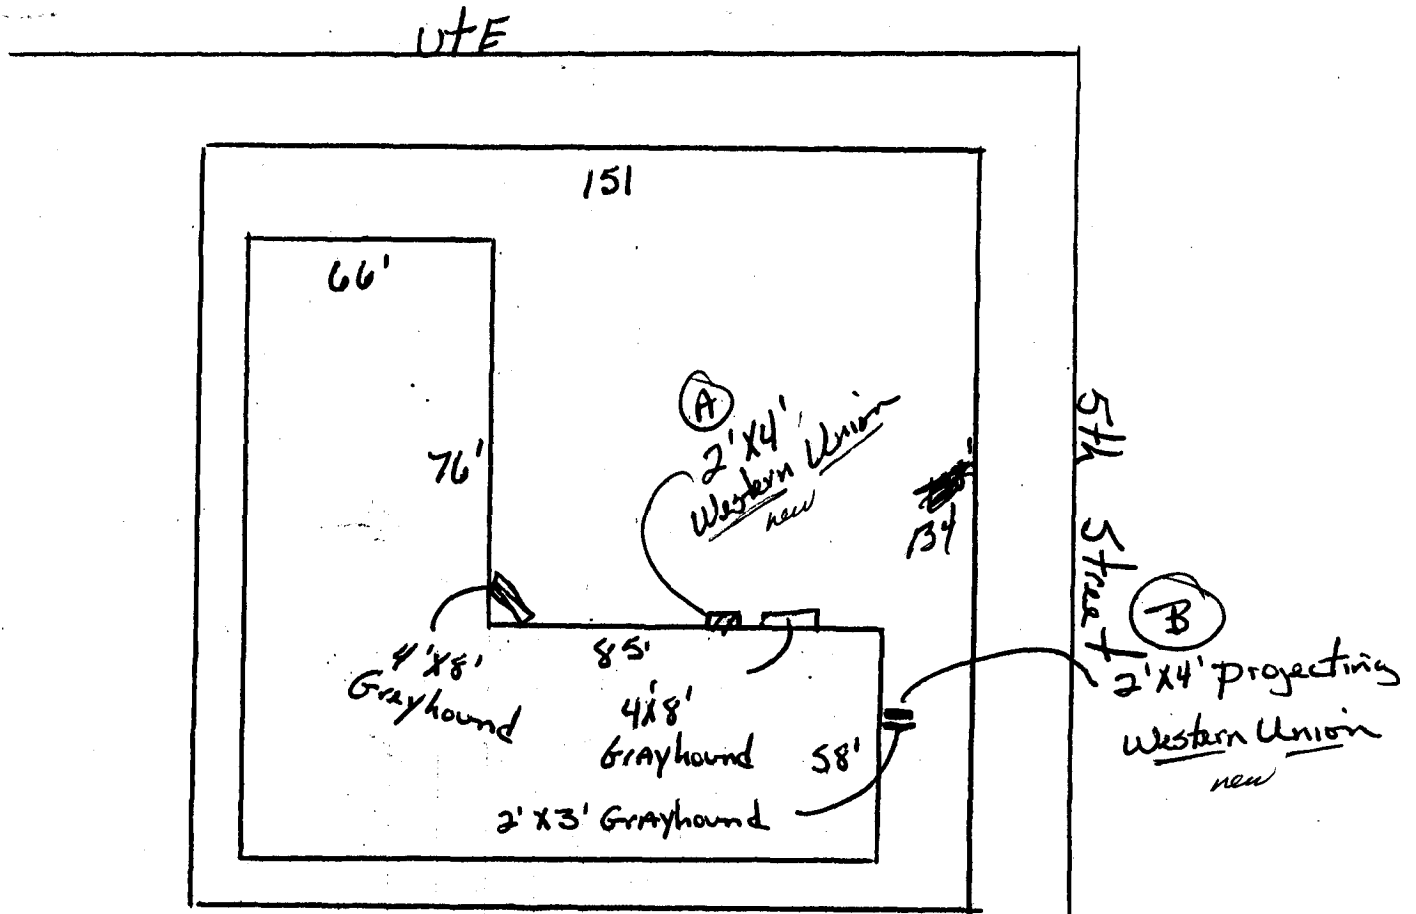 UtE
151
66'
76'
A
2'X4'
Western Union
new
134
5th Street
B
2'X4' Projecting
Western Union
new
4'X8'
Greyhound
85'
4'X8'
GrAyhound
58'
2'X3' GrAyhound